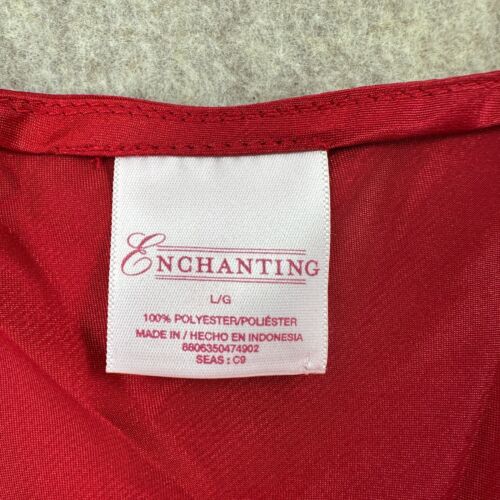 ENCHANTING
L/G
100% POLYESTER/POLIÉSTER
MADE IN / HECHO EN INDONESIA
8806350474902
SEAS : C9